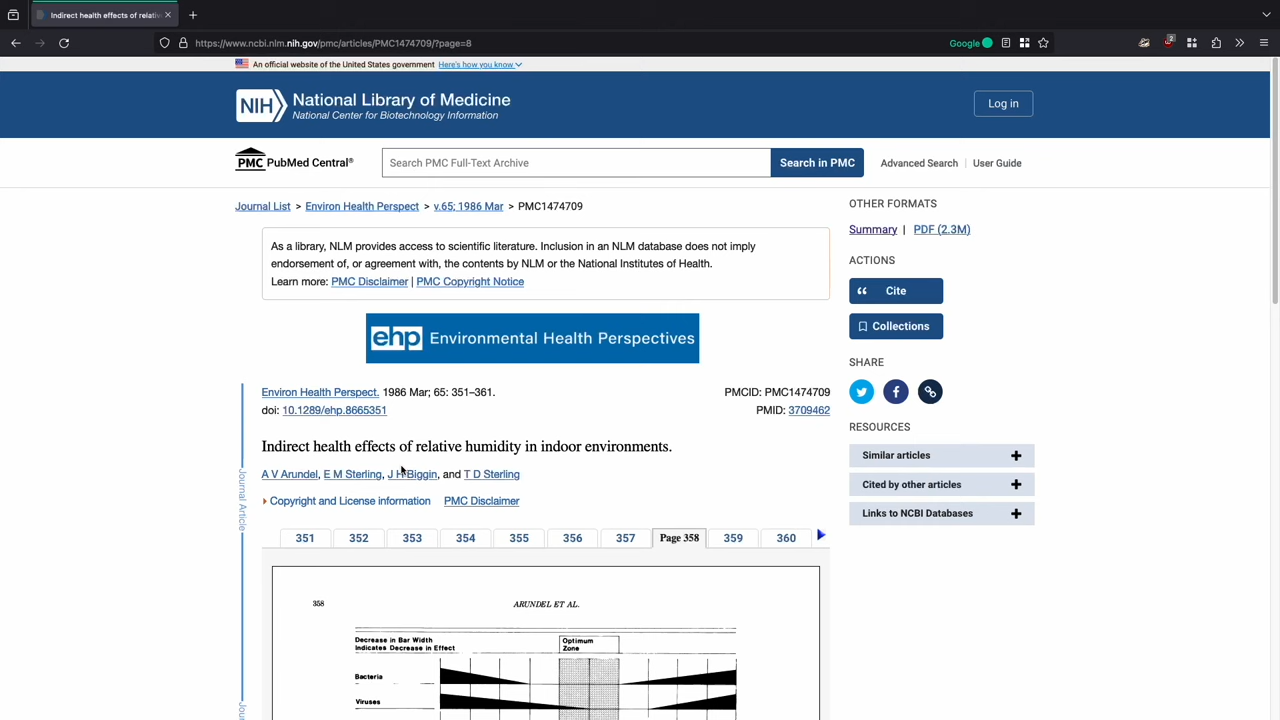 Indirect health effects of relativ
https://www.ncbi.nlm.nih.gov/pmc/articles/PMC1474709/?page=8
Google
2
An official website of the United States government Here's how you know
NIH National Library of Medicine
National Center for Biotechnology Information
Log in
PMC PubMed Central®
Search PMC Full-Text Archive
Search in PMC
Advanced Search | User Guide
Journal List > Environ Health Perspect > v.65; 1986 Mar > PMC1474709
As a library, NLM provides access to scientific literature. Inclusion in an NLM database does not imply
endorsement of, or agreement with, the contents by NLM or the National Institutes of Health.
Learn more: PMC Disclaimer | PMC Copyright Notice
ehp Environmental Health Perspectives
Environ Health Perspect. 1986 Mar; 65: 351–361.
doi: 10.1289/ehp.8665351
PMCID: PMC1474709
PMID: 3709462
Indirect health effects of relative humidity in indoor environments.
A V Arundel, E M Sterling, J H Biggin, and T D Sterling
Copyright and License information PMC Disclaimer
351 352 353 354 355 356 357 Page 358 359 360
358
ARUNDEL ET AL.
Decrease in Bar Width
Indicates Decrease in Effect
Optimum
Zone
Bacteria
Viruses
Journal Article
OTHER FORMATS
Summary | PDF (2.3M)
ACTIONS
Cite
Collections
SHARE
RESOURCES
Similar articles
Cited by other articles
Links to NCBI Databases